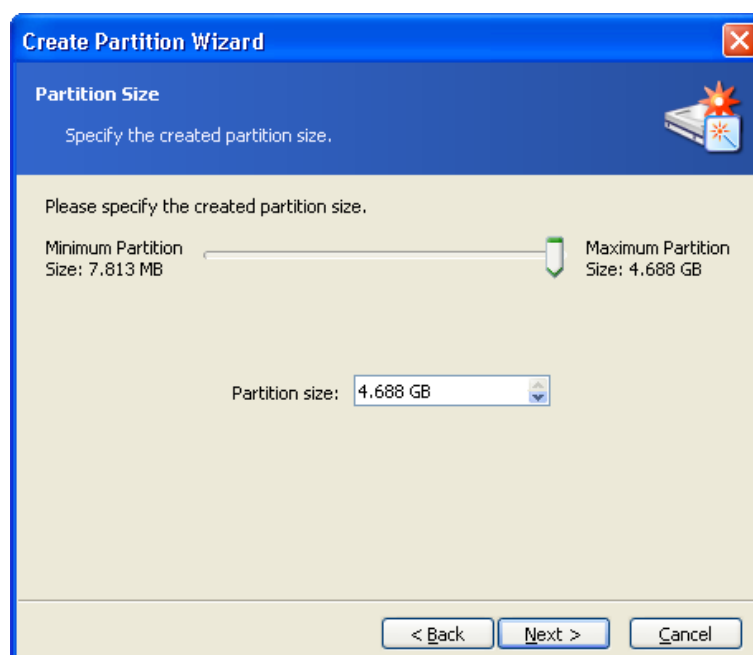 Create Partition Wizard
Partition Size
Specify the created partition size.
Please specify the created partition size.
Minimum Partition
Size: 7.813 MB
Maximum Partition
Size: 4.688 GB
Partition size: 4.688 GB
< Back Next > Cancel